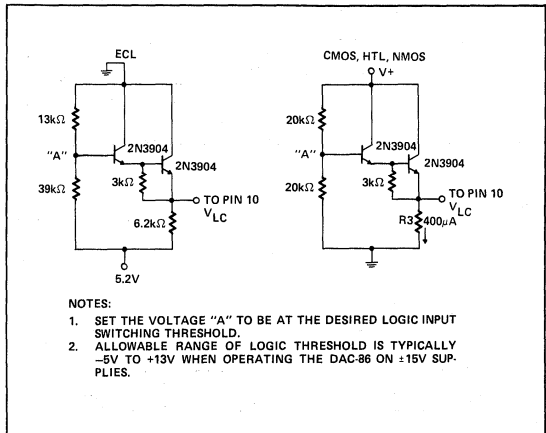 ECL
13kΩ
"A"
39kΩ
2N3904
3kΩ
2N3904
TO PIN 10
VLC
6.2kΩ
5.2V
CMOS, HTL, NMOS
V+
20kΩ
"A"
20kΩ
2N3904
3kΩ
2N3904
TO PIN 10
VLC
R3
400μA
NOTES:
1. SET THE VOLTAGE "A" TO BE AT THE DESIRED LOGIC INPUT
SWITCHING THRESHOLD.
2. ALLOWABLE RANGE OF LOGIC THRESHOLD IS TYPICALLY
–5V TO +13V WHEN OPERATING THE DAC-86 ON ±15V SUP-
PLIES.